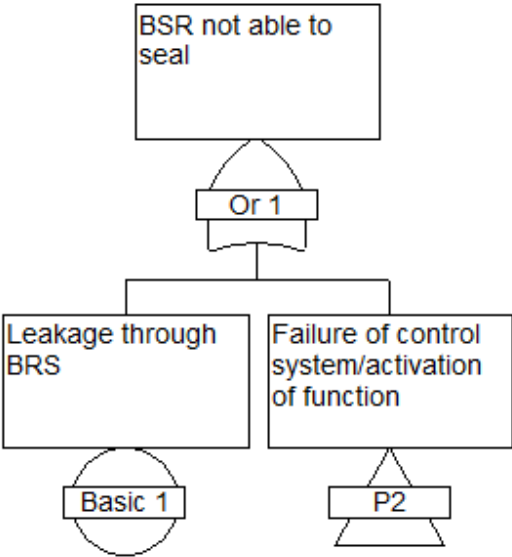 BSR not able to
seal
Or 1
Leakage through
BRS
Failure of control
system/activation
of function
Basic 1
P2